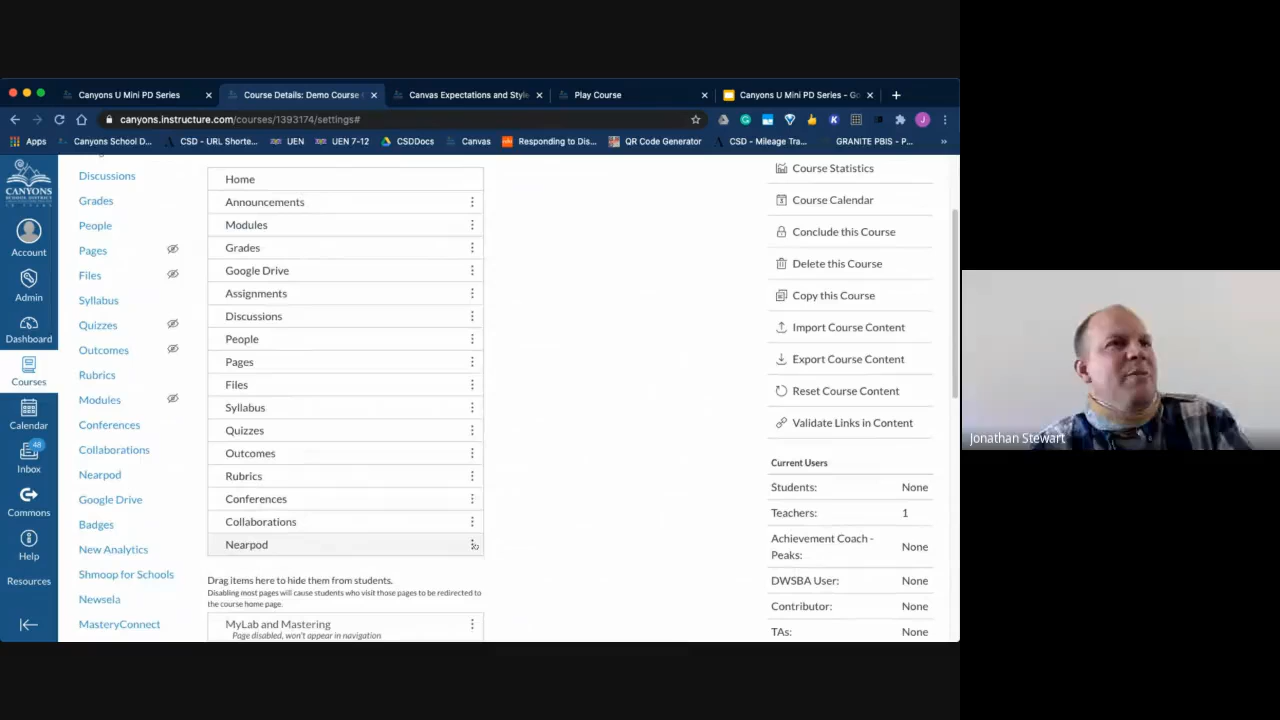 Canyons U Mini PD Series
Course Details: Demo Course
Canvas Expectations and Style
Play Course
Canyons U Mini PD Series - Go
canyons.instructure.com/courses/1393174/settings#
J
Apps
Canyons School D...
CSD - URL Shorte...
UEN
UEN 7-12
CSDDocs
Canvas
Responding to Dis...
QR Code Generator
CSD - Mileage Tra...
GRANITE PBIS - P...
»
CANYONS
Account
Admin
Dashboard
Courses
Calendar
48
Inbox
Commons
Help
Resources
Discussions
Grades
People
Pages
Files
Syllabus
Quizzes
Outcomes
Rubrics
Modules
Conferences
Collaborations
Nearpod
Google Drive
Badges
New Analytics
Shmoop for Schools
Newsela
MasteryConnect
Home
Announcements
Modules
Grades
Google Drive
Assignments
Discussions
People
Pages
Files
Syllabus
Quizzes
Outcomes
Rubrics
Conferences
Collaborations
Nearpod
Drag items here to hide them from students.
Disabling most pages will cause students who visit those pages to be redirected to
the course home page.
MyLab and Mastering
Page disabled, won't appear in navigation
Course Statistics
Course Calendar
Conclude this Course
Delete this Course
Copy this Course
Import Course Content
Export Course Content
Reset Course Content
Validate Links in Content
Current Users
Students: None
Teachers: 1
Achievement Coach - None
Peaks:
DWSBA User: None
Contributor: None
TAs: None
Jonathan Stewart